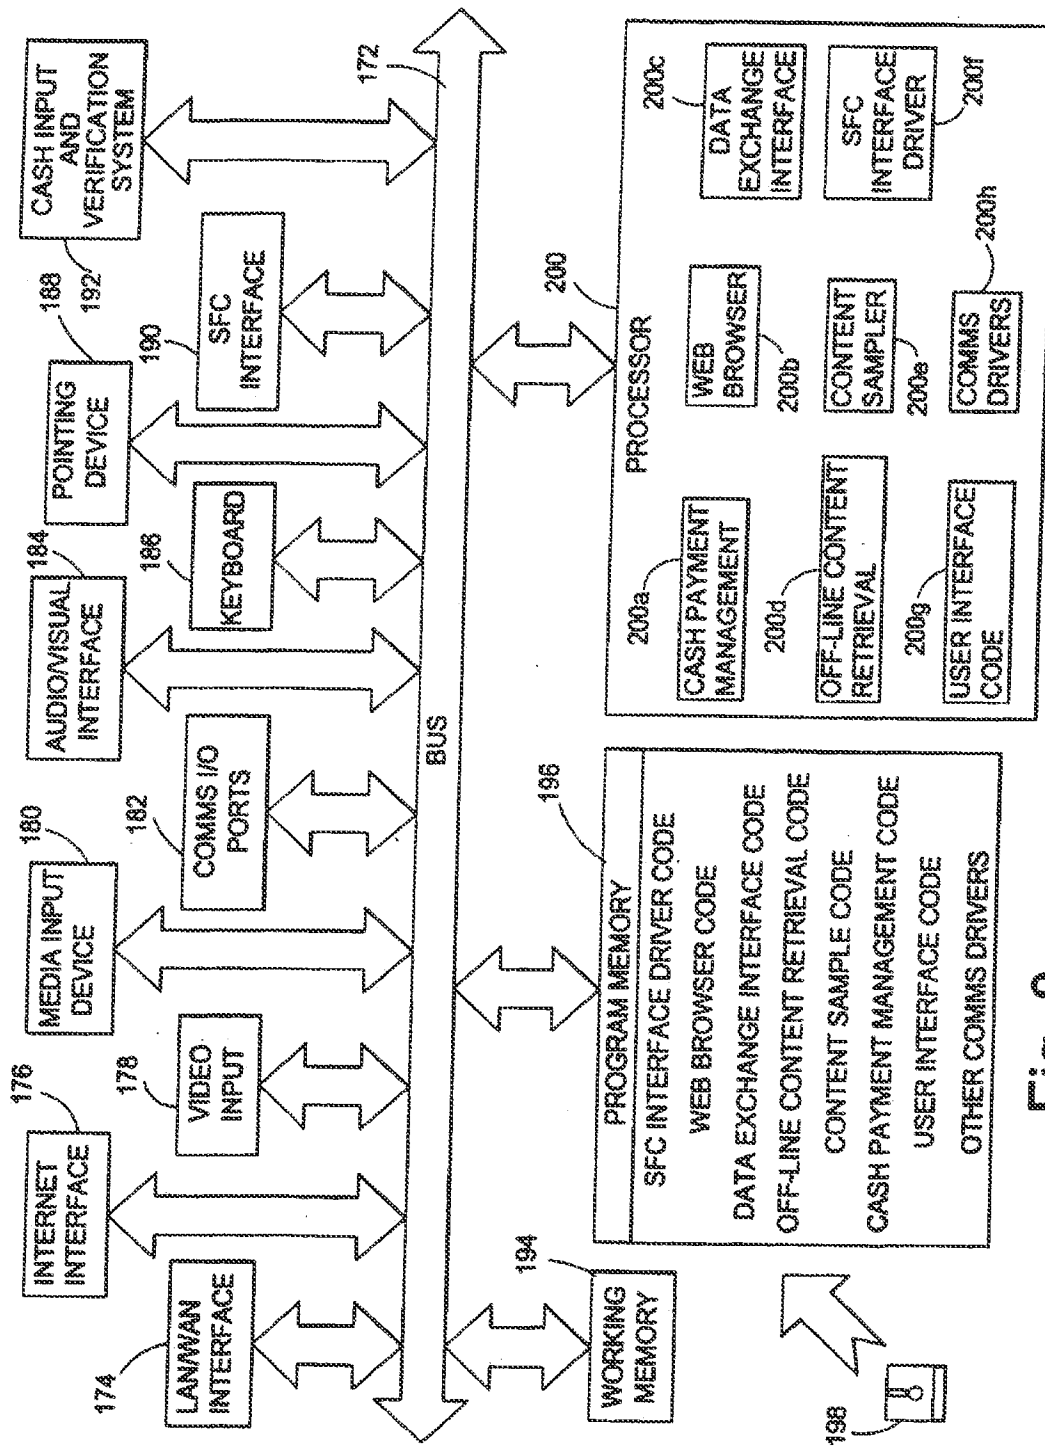 CASH INPUT
AND
VERIFICATION
SYSTEM
192
POINTING
DEVICE
188
SFC
INTERFACE
190
AUDIO/VISUAL
INTERFACE
184
KEYBOARD
186
MEDIA INPUT
DEVICE
180
COMMS I/O
PORTS
182
INTERNET
INTERFACE
176
VIDEO
INPUT
178
LAN/WAN
INTERFACE
174
172
BUS
WORKING
MEMORY
194
196
PROGRAM MEMORY
SFC INTERFACE DRIVER CODE
WEB BROWSER CODE
DATA EXCHANGE INTERFACE CODE
OFF-LINE CONTENT RETRIEVAL CODE
CONTENT SAMPLE CODE
CASH PAYMENT MANAGEMENT CODE
USER INTERFACE CODE
OTHER COMMS DRIVERS
198
200
PROCESSOR
200a
CASH PAYMENT
MANAGEMENT
WEB
BROWSER
200b
200c
DATA
EXCHANGE
INTERFACE
200d
OFF-LINE CONTENT
RETRIEVAL
CONTENT
SAMPLER
200e
SFC
INTERFACE
DRIVER
200f
200g
USER INTERFACE
CODE
COMMS
DRIVERS
200h